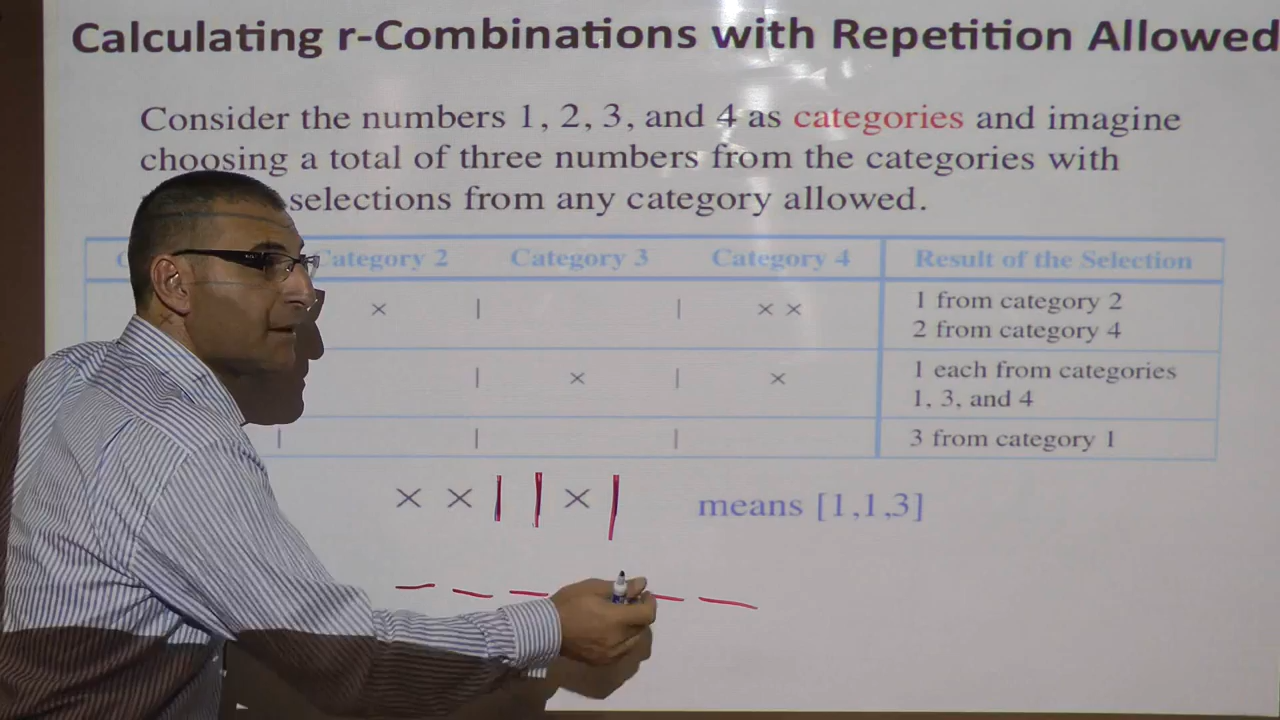 Calculating r-Combinations with Repetition Allowed
Consider the numbers 1, 2, 3, and 4 as categories and imagine
choosing a total of three numbers from the categories with
selections from any category allowed.
Category 2 Category 3 Category 4 Result of the Selection
× | | × × 1 from category 2
2 from category 4
| × | × 1 each from categories
1, 3, and 4
| | | 3 from category 1
× × | | × | means [1,1,3]